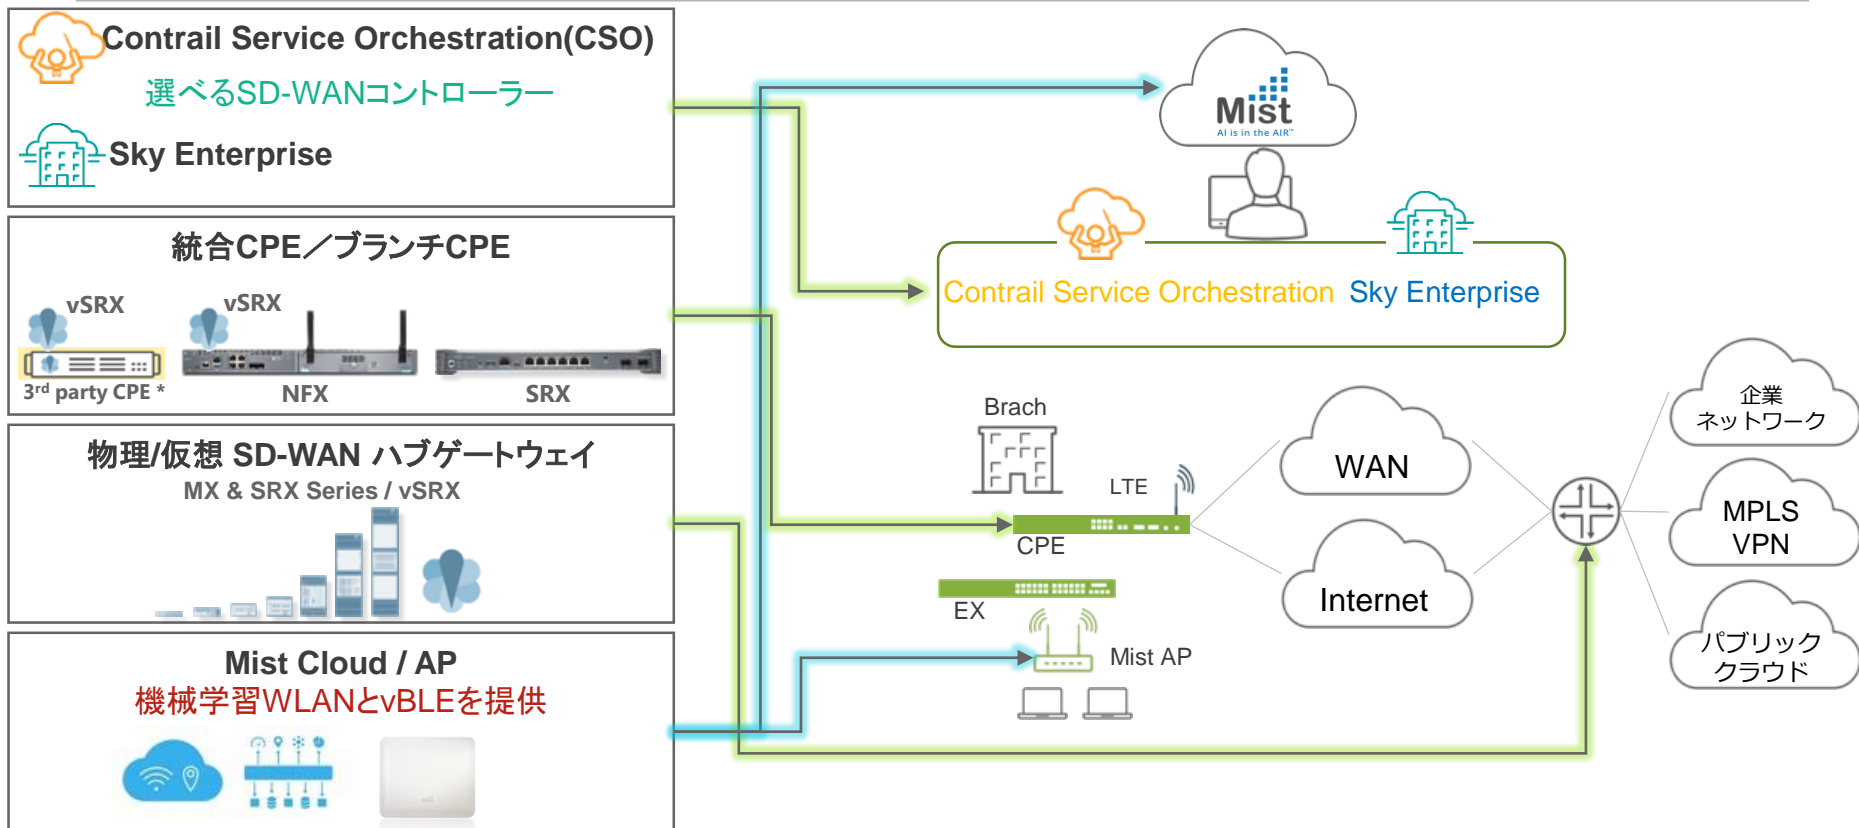 Contrail Service Orchestration(CSO)
選べるSD-WANコントローラー
Sky Enterprise
統合CPE／ブランチCPE
vSRX
vSRX
3rd party CPE *
NFX
SRX
物理/仮想 SD-WAN ハブゲートウェイ
MX & SRX Series / vSRX
Mist Cloud / AP
機械学習WLANとvBLEを提供
Mist
AI is in the AIR™
Contrail Service Orchestration
Sky Enterprise
Brach
LTE
CPE
EX
Mist AP
WAN
Internet
企業
ネットワーク
MPLS
VPN
パブリック
クラウド